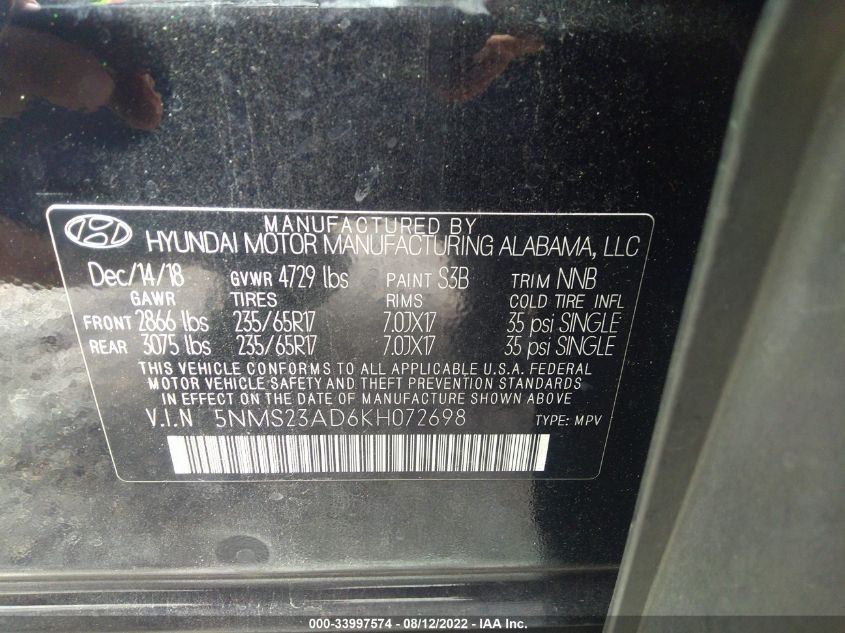 MANUFACTURED BY
HYUNDAI MOTOR MANUFACTURING ALABAMA, LLC
Dec/14/18 GVWR 4729 lbs PAINT S3B TRIM NNB
GAWR TIRES RIMS COLD TIRE INFL
FRONT 2866 lbs 235/65R17 7.0JX17 35 psi SINGLE
REAR 3075 lbs 235/65R17 7.0JX17 35 psi SINGLE
THIS VEHICLE CONFORMS TO ALL APPLICABLE U.S.A. FEDERAL
MOTOR VEHICLE SAFETY AND THEFT PREVENTION STANDARDS
IN EFFECT ON THE DATE OF MANUFACTURE SHOWN ABOVE
V.I.N 5NMS23AD6KH072698 TYPE: MPV
000-33997574 - 08/12/2022 - IAA Inc.